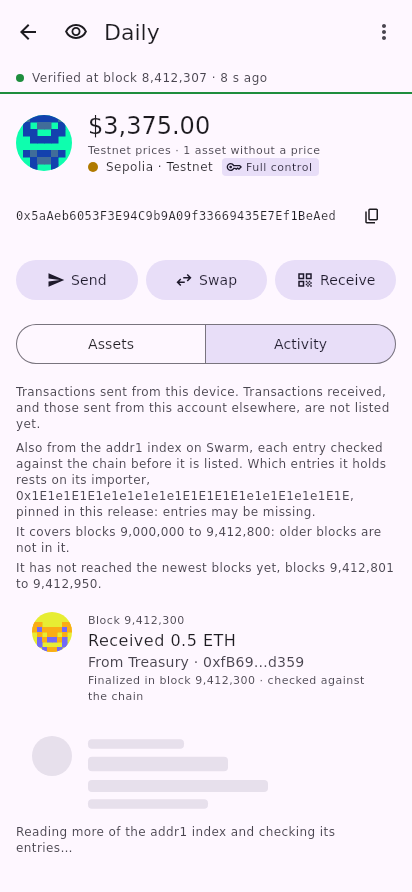 Daily
Verified at block 8,412,307 · 8 s ago
$3,375.00
Testnet prices · 1 asset without a price
Sepolia · Testnet
Full control
0x5aAeb6053F3E94C9b9A09f33669435E7Ef1BeAed
Send
Swap
Receive
Assets
Activity
Transactions sent from this device. Transactions received,
and those sent from this account elsewhere, are not listed
yet.
Also from the addr1 index on Swarm, each entry checked
against the chain before it is listed. Which entries it holds
rests on its importer,
0x1E1e1E1E1e1e1e1e1e1E1E1E1E1e1e1E1e1e1e1E,
pinned in this release: entries may be missing.
It covers blocks 9,000,000 to 9,412,800: older blocks are
not in it.
It has not reached the newest blocks yet, blocks 9,412,801
to 9,412,950.
Block 9,412,300
Received 0.5 ETH
From Treasury · 0xfB69…d359
Finalized in block 9,412,300 · checked against
the chain
Reading more of the addr1 index and checking its
entries…